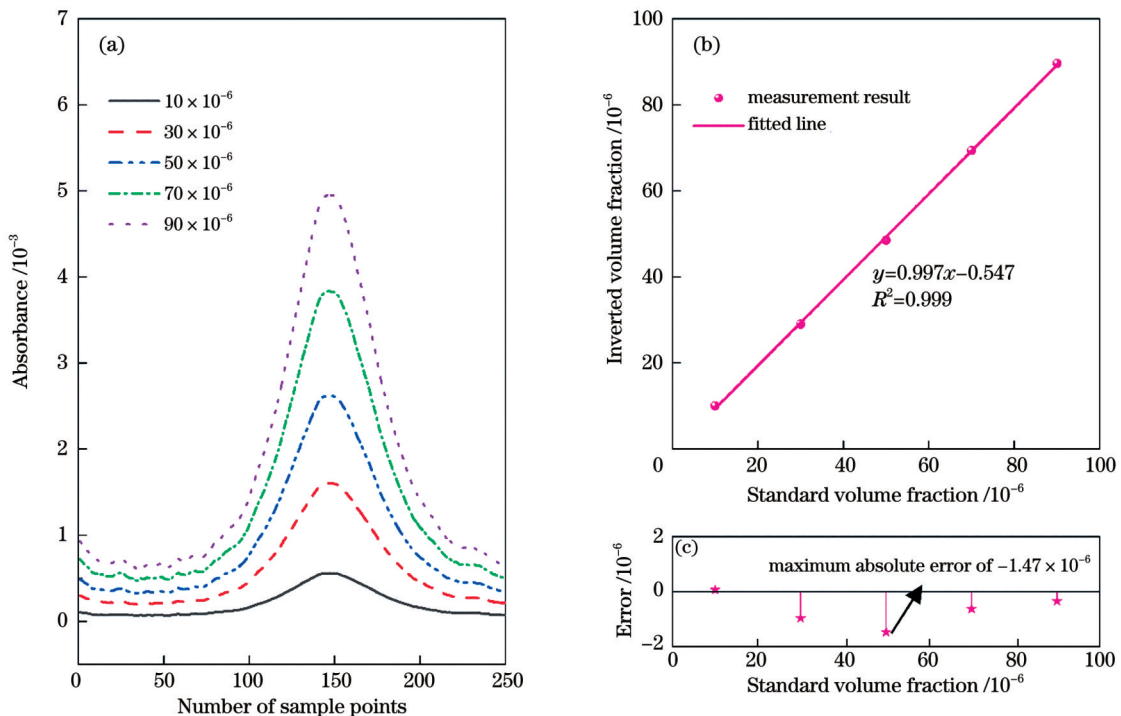 (a)
7
6
5
4
3
2
1
0
Absorbance /10⁻³
10 × 10⁻⁶
30 × 10⁻⁶
50 × 10⁻⁶
70 × 10⁻⁶
90 × 10⁻⁶
0 50 100 150 200 250
Number of sample points
(b)
100
80
60
40
20
0
Inverted volume fraction /10⁻⁶
measurement result
fitted line
y=0.997x−0.547
R²=0.999
20 40 60 80 100
Standard volume fraction /10⁻⁶
(c)
2
0
−2
Error /10⁻⁶
maximum absolute error of −1.47 × 10⁻⁶
0 20 40 60 80 100
Standard volume fraction /10⁻⁶